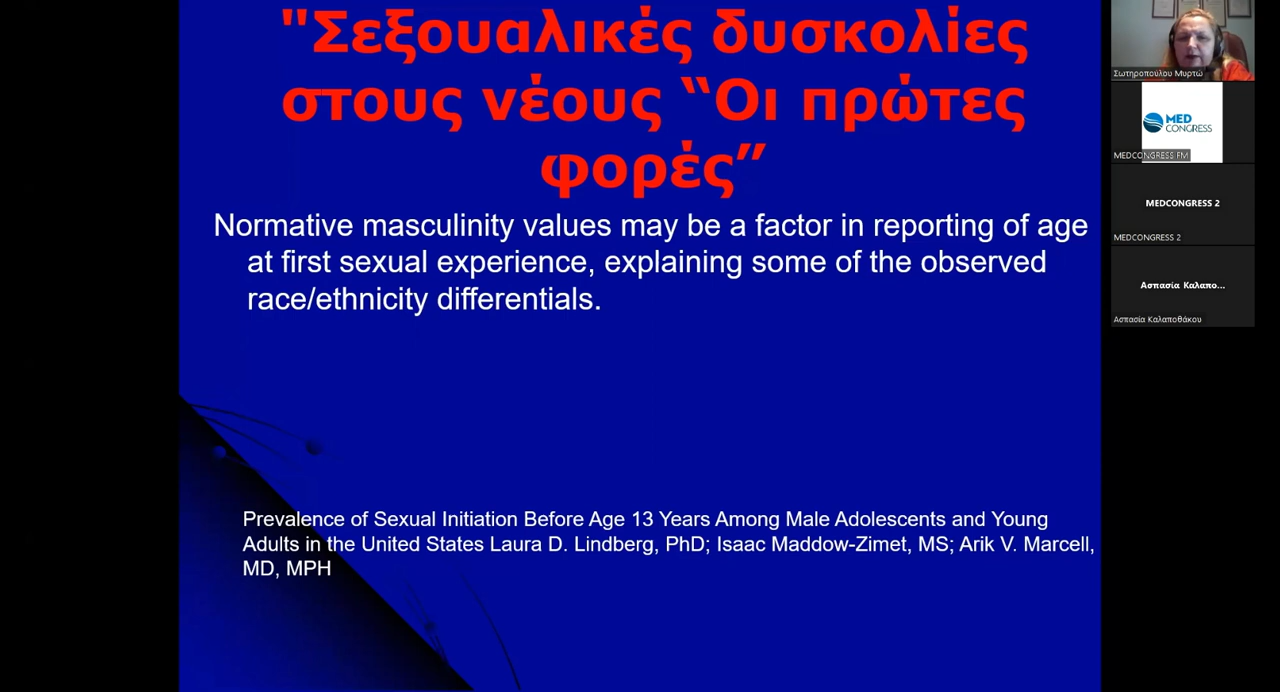 "Σεξουαλικές δυσκολίες
στους νέους “Οι πρώτες
φορές”
Normative masculinity values may be a factor in reporting of age
at first sexual experience, explaining some of the observed
race/ethnicity differentials.
Prevalence of Sexual Initiation Before Age 13 Years Among Male Adolescents and Young
Adults in the United States Laura D. Lindberg, PhD; Isaac Maddow-Zimet, MS; Arik V. Marcell,
MD, MPH
Σωτηροπούλου Μυρτώ
MED
CONGRESS
MEDCONGRESS FM
MEDCONGRESS 2
MEDCONGRESS 2
Ασπασία Καλαπο...
Ασπασία Καλαποθάκου